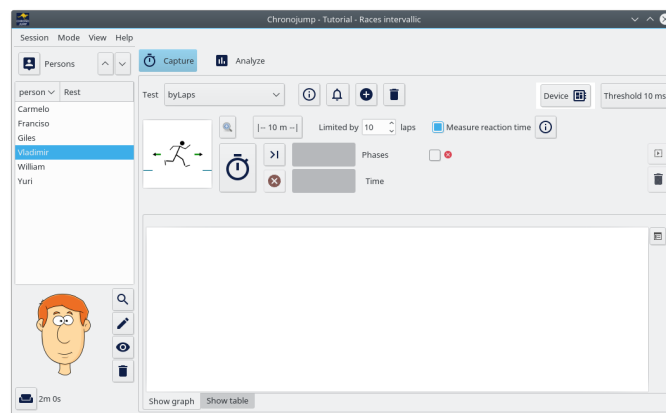 Chronojump - Tutorial - Races intervallic
Session Mode View Help
Persons
Capture
Analyze
person Rest
Carmelo
Franciso
Giles
Vladimir
William
Yuri
2m 0s
Test byLaps
Device
Threshold 10 ms
|-- 10 m --|
Limited by 10 laps
Measure reaction time
Phases
Time
Show graph Show table